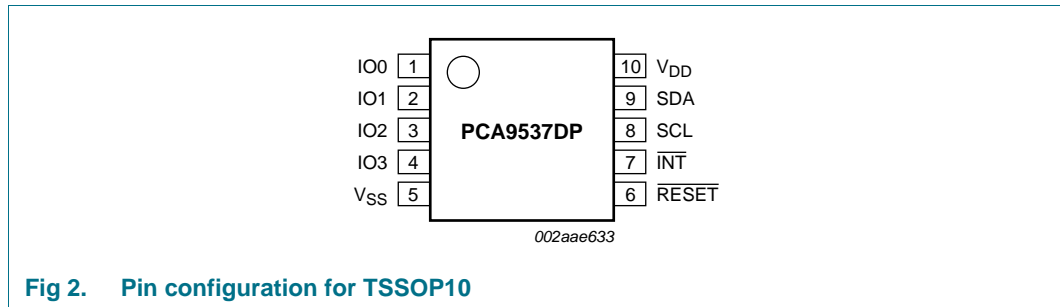 IO0 1 10 VDD
IO1 2 9 SDA
IO2 3 PCA9537DP 8 SCL
IO3 4 7 INT
VSS 5 6 RESET
002aae633
Fig 2. Pin configuration for TSSOP10